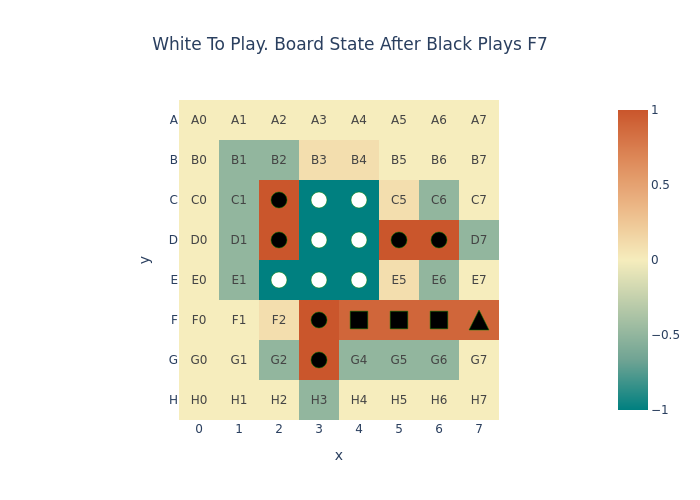 White To Play. Board State After Black Plays F7
A A0 A1 A2 A3 A4 A5 A6 A7
B B0 B1 B2 B3 B4 B5 B6 B7
C C0 C1 C5 C6 C7
D D0 D1 D7
E E0 E1 E5 E6 E7
F F0 F1 F2
G G0 G1 G2 G4 G5 G6 G7
H H0 H1 H2 H3 H4 H5 H6 H7
0 1 2 3 4 5 6 7
x
y
1
0.5
0
−0.5
−1